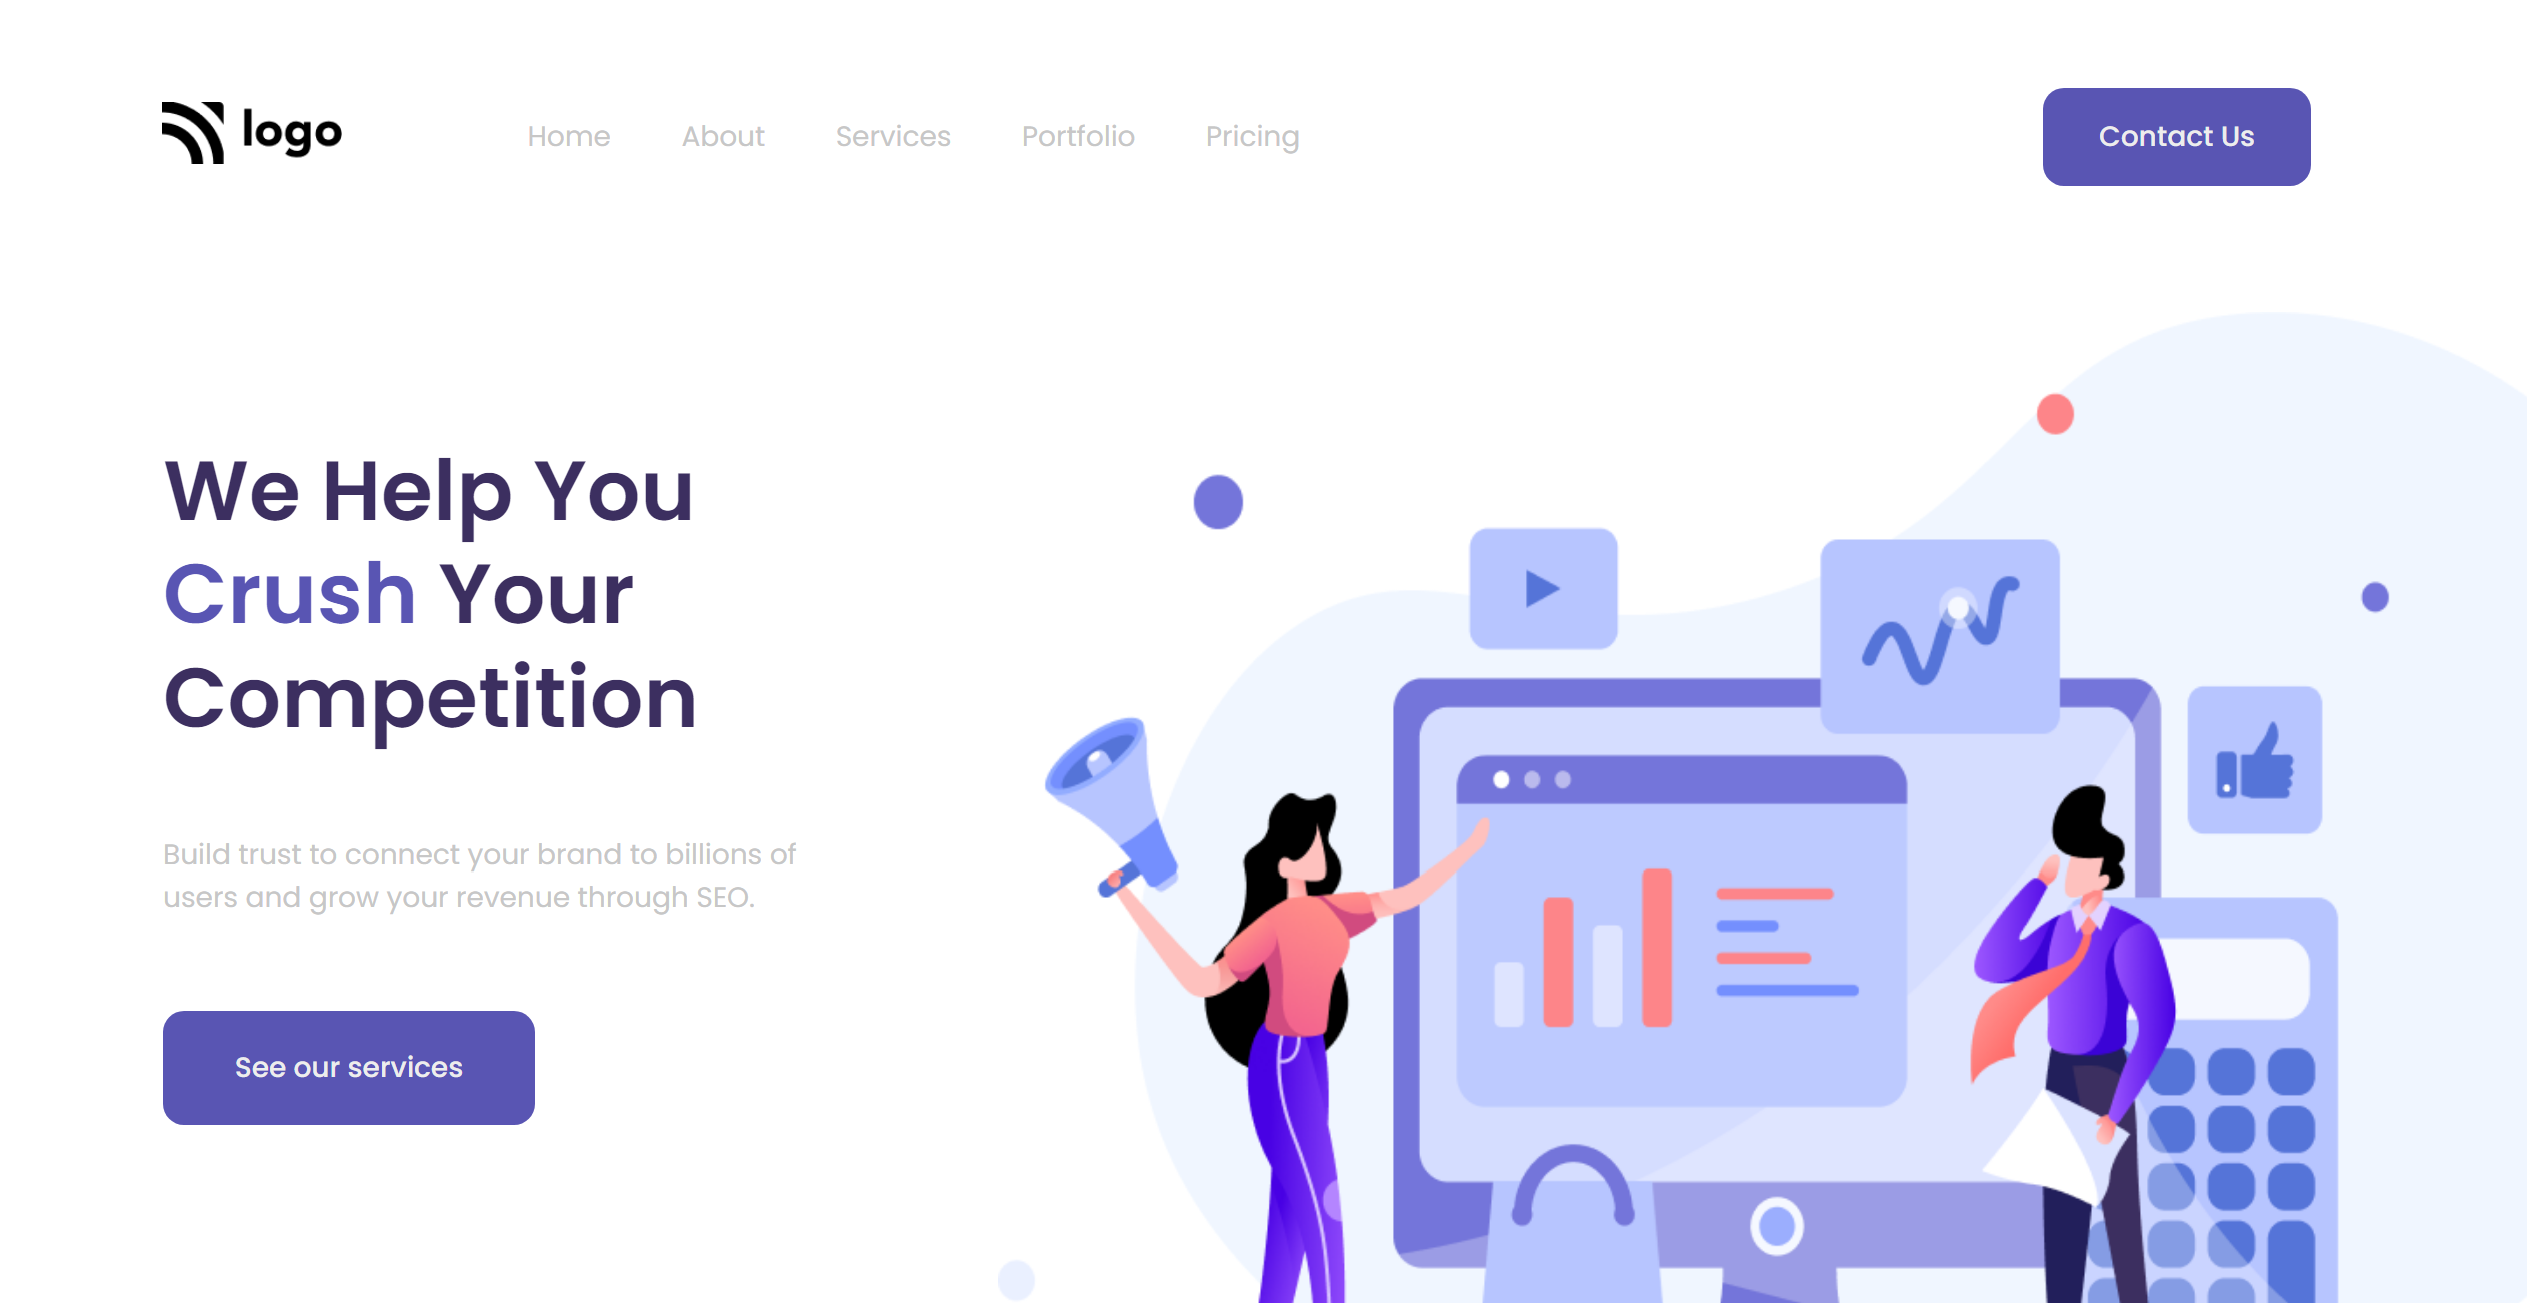 logo
Home
About
Services
Portfolio
Pricing
Contact Us
We Help You
Crush Your
Competition
Build trust to connect your brand to billions of
users and grow your revenue through SEO.
See our services